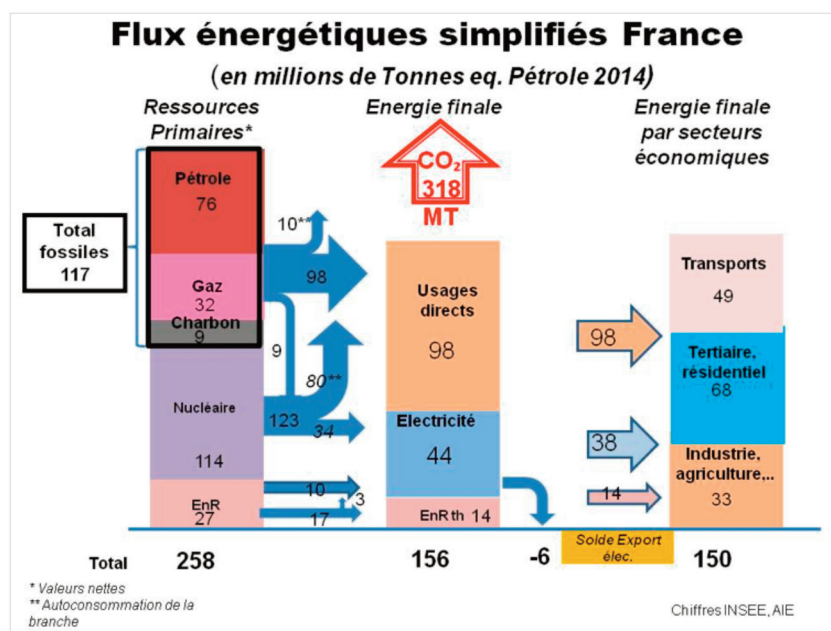 Flux énergétiques simplifiés France
(en millions de Tonnes eq. Pétrole 2014)
Ressources
Primaires*
Energie finale
Energie finale
par secteurs
économiques
CO₂
318
MT
Pétrole
76
10**
Total
fossiles
117
98
Gaz
32
Charbon
9
9
80**
Nucléaire
114
123
34
EnR
27
10
3
17
Usages
directs
98
Electricité
44
EnR th 14
98
38
14
Transports
49
Tertiaire,
résidentiel
68
Industrie,
agriculture,..
33
Total
258
156
-6
Solde Export
élec.
150
* Valeurs nettes
** Autoconsommation de la
branche
Chiffres INSEE, AIE